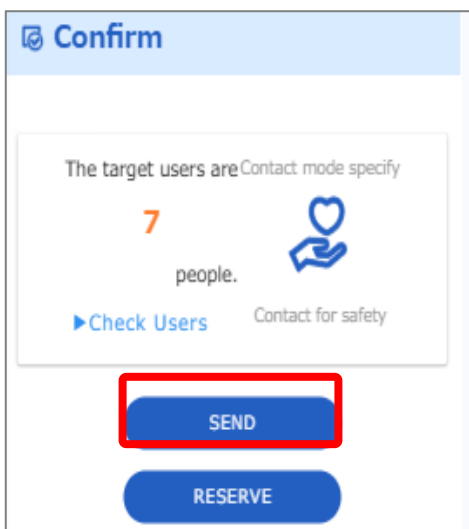 Confirm
The target users are
7
people.
▶Check Users
Contact mode specify
Contact for safety
SEND
RESERVE